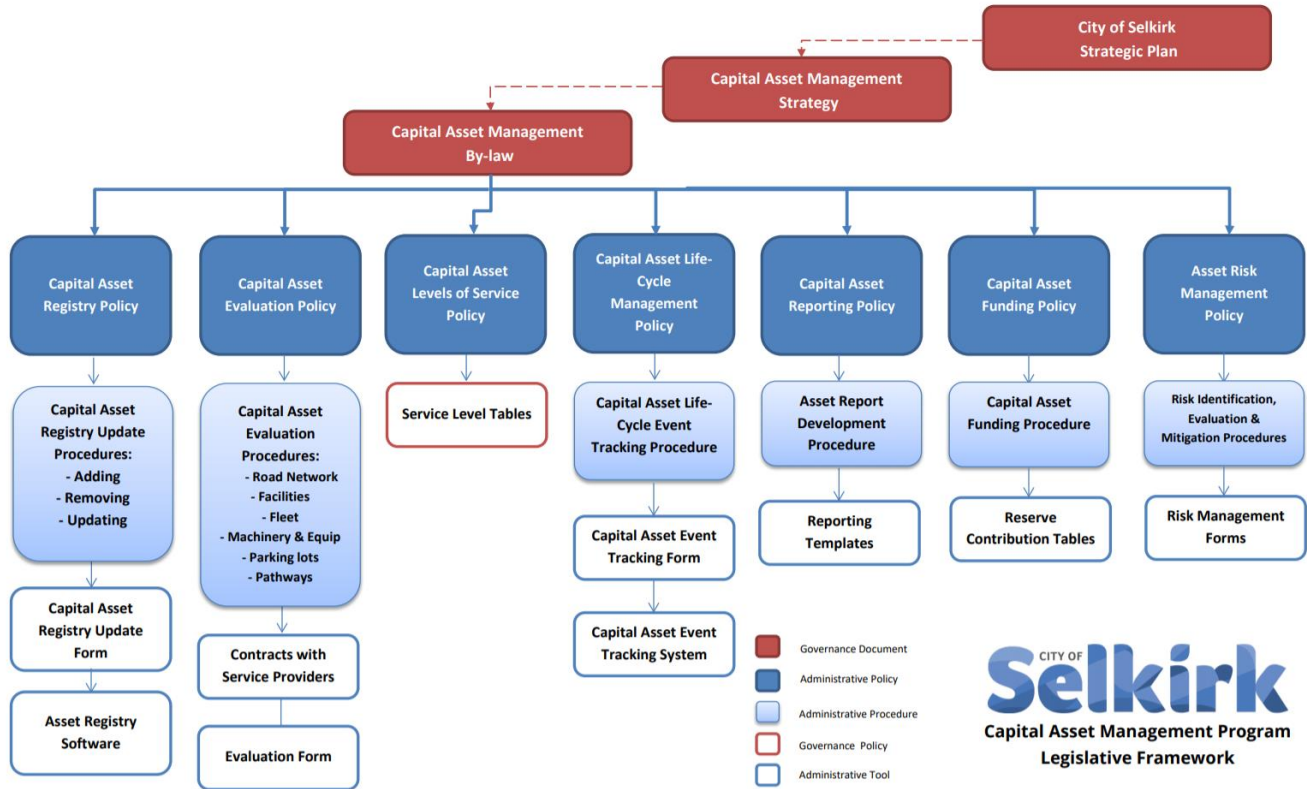 City of Selkirk
Strategic Plan
Capital Asset Management
Strategy
Capital Asset Management
By-law
Capital Asset
Registry Policy
Capital Asset
Evaluation Policy
Capital Asset
Levels of Service
Policy
Capital Asset Life-
Cycle
Management
Policy
Capital Asset
Reporting Policy
Capital Asset
Funding Policy
Asset Risk
Management
Policy
Capital Asset
Registry Update
Procedures:
- Adding
- Removing
- Updating
Capital Asset
Evaluation
Procedures:
- Road Network
- Facilities
- Fleet
- Machinery & Equip
- Parking lots
- Pathways
Service Level Tables
Capital Asset Life-
Cycle Event
Tracking Procedure
Asset Report
Development
Procedure
Capital Asset
Funding Procedure
Risk Identification,
Evaluation &
Mitigation Procedures
Capital Asset
Registry Update
Form
Asset Registry
Software
Contracts with
Service Providers
Evaluation Form
Capital Asset Event
Tracking Form
Capital Asset Event
Tracking System
Reporting
Templates
Reserve
Contribution Tables
Risk Management
Forms
Governance Document
Administrative Policy
Administrative Procedure
Governance Policy
Administrative Tool
CITY OF
Selkirk
Capital Asset Management Program
Legislative Framework